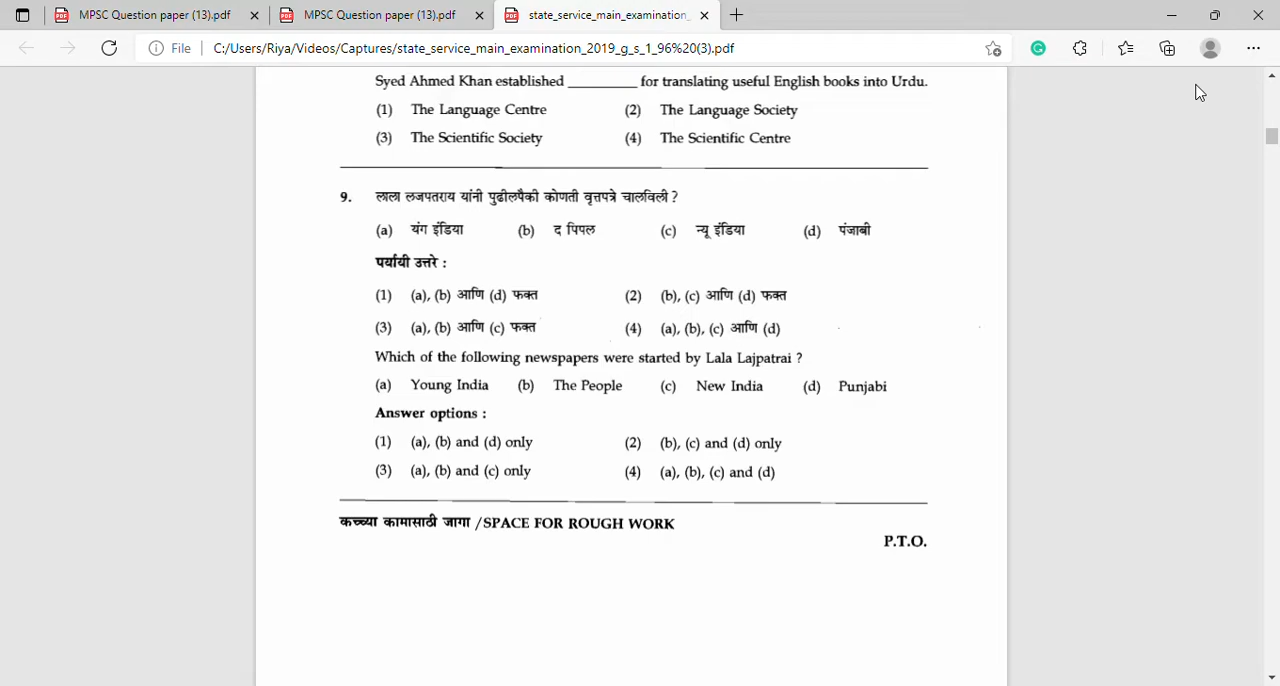 MPSC Question paper (13).pdf MPSC Question paper (13).pdf state_service_main_examination_
File C:/Users/Riya/Videos/Captures/state_service_main_examination_2019_g_s_1_96%20(3).pdf
Syed Ahmed Khan established ________ for translating useful English books into Urdu.
(1) The Language Centre (2) The Language Society
(3) The Scientific Society (4) The Scientific Centre
9. लाला लजपतराय यांनी पुढीलपैकी कोणती वृत्तपत्रे चालविली ?
(a) यंग इंडिया (b) द पिपल (c) न्यू इंडिया (d) पंजाबी
पर्यायी उत्तरे :
(1) (a), (b) आणि (d) फक्त (2) (b), (c) आणि (d) फक्त
(3) (a), (b) आणि (c) फक्त (4) (a), (b), (c) आणि (d)
Which of the following newspapers were started by Lala Lajpatrai ?
(a) Young India (b) The People (c) New India (d) Punjabi
Answer options :
(1) (a), (b) and (d) only (2) (b), (c) and (d) only
(3) (a), (b) and (c) only (4) (a), (b), (c) and (d)
कच्च्या कामासाठी जागा /SPACE FOR ROUGH WORK
P.T.O.